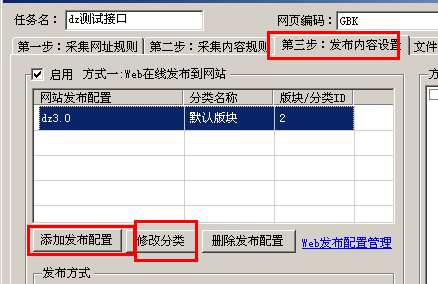 任务名: dz测试接口 网页编码: GBK
第一步：采集网址规则 第二步：采集内容规则 第三步：发布内容设置 文件
启用 方式一:Web在线发布到网站
网站发布配置 分类名称 版块/分类ID
dz3.0 默认版块 2
添加发布配置 修改分类 删除发布配置 Web发布配置管理
发布方式